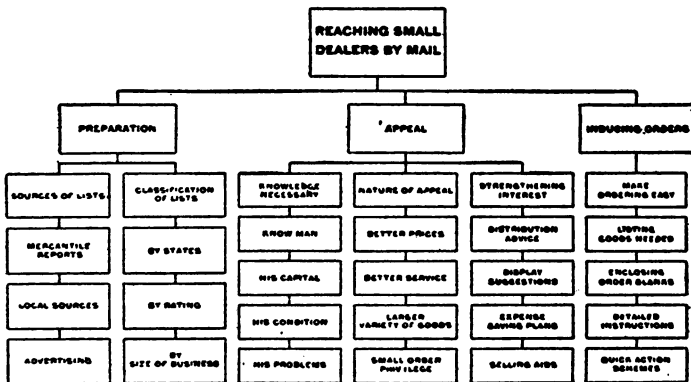 REACHING SMALL
DEALERS BY MAIL
PREPARATION
APPEAL
INDUSING ORDERS
SOURCES OF LISTS
CLASSIFICATION
OF LISTS
KNOWLEDGE
NECESSARY
NATURE OF APPEAL
STRENGTHENING
INTEREST
MAKE
ORDERING EASY
MERCANTILE
REPORTS
BY STATES
KNOW MAN
BETTER PRICES
DISTRIBUTION
ADVICE
LISTING
GOODS NEEDED
LOCAL SOURCES
BY RATING
HIS CAPITAL
BETTER SERVICE
DISPLAY
SUGGESTIONS
ENCLOSING
ORDER BLANKS
ADVERTISING
BY
SIZE OF BUSINESS
HIS CONDITION
LARGER
VARIETY OF GOODS
EXPENSE
SAVING PLANS
DETAILED
INSTRUCTIONS
HIS PROBLEMS
SMALL ORDER
PRIVILEGE
SELLING AIDS
QUICK ACTION
SCHEMES